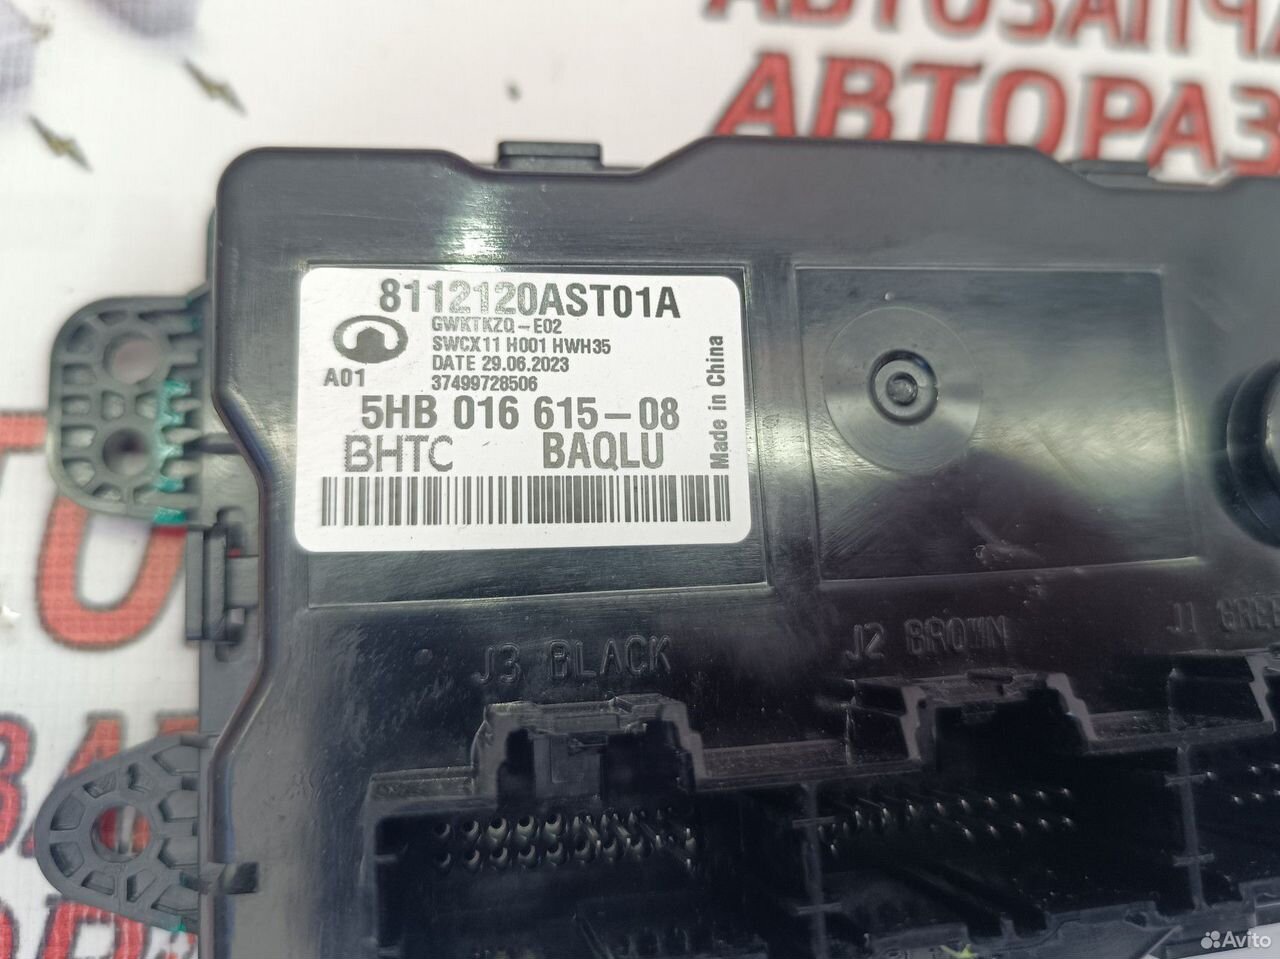 АВТОЗАПЧА
АВТОРАЗ
8112120AST01A
GWKTKZQ-E02
SWCX11 H001 HWH35
DATE 29.06.2023
A01
37499728506
5HB 016 615-08
BHTC BAQLU
Made in China
J3 BLACK
J2 BROWN
J1 GREE
Avito